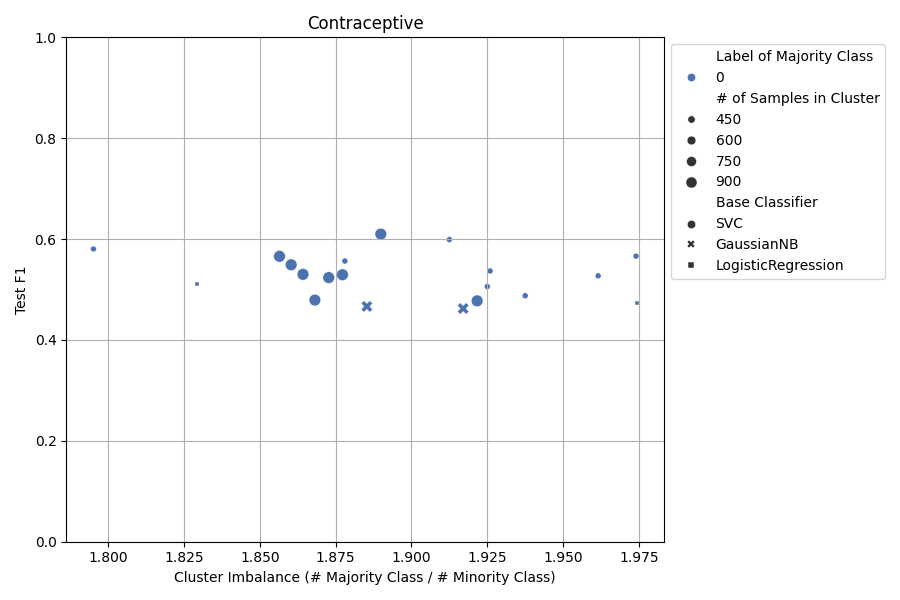 Contraceptive
1.0
0.8
0.6
0.4
0.2
0.0
Test F1
1.800
1.825
1.850
1.875
1.900
1.925
1.950
1.975
Cluster Imbalance (# Majority Class / # Minority Class)
Label of Majority Class
0
# of Samples in Cluster
450
600
750
900
Base Classifier
SVC
GaussianNB
LogisticRegression